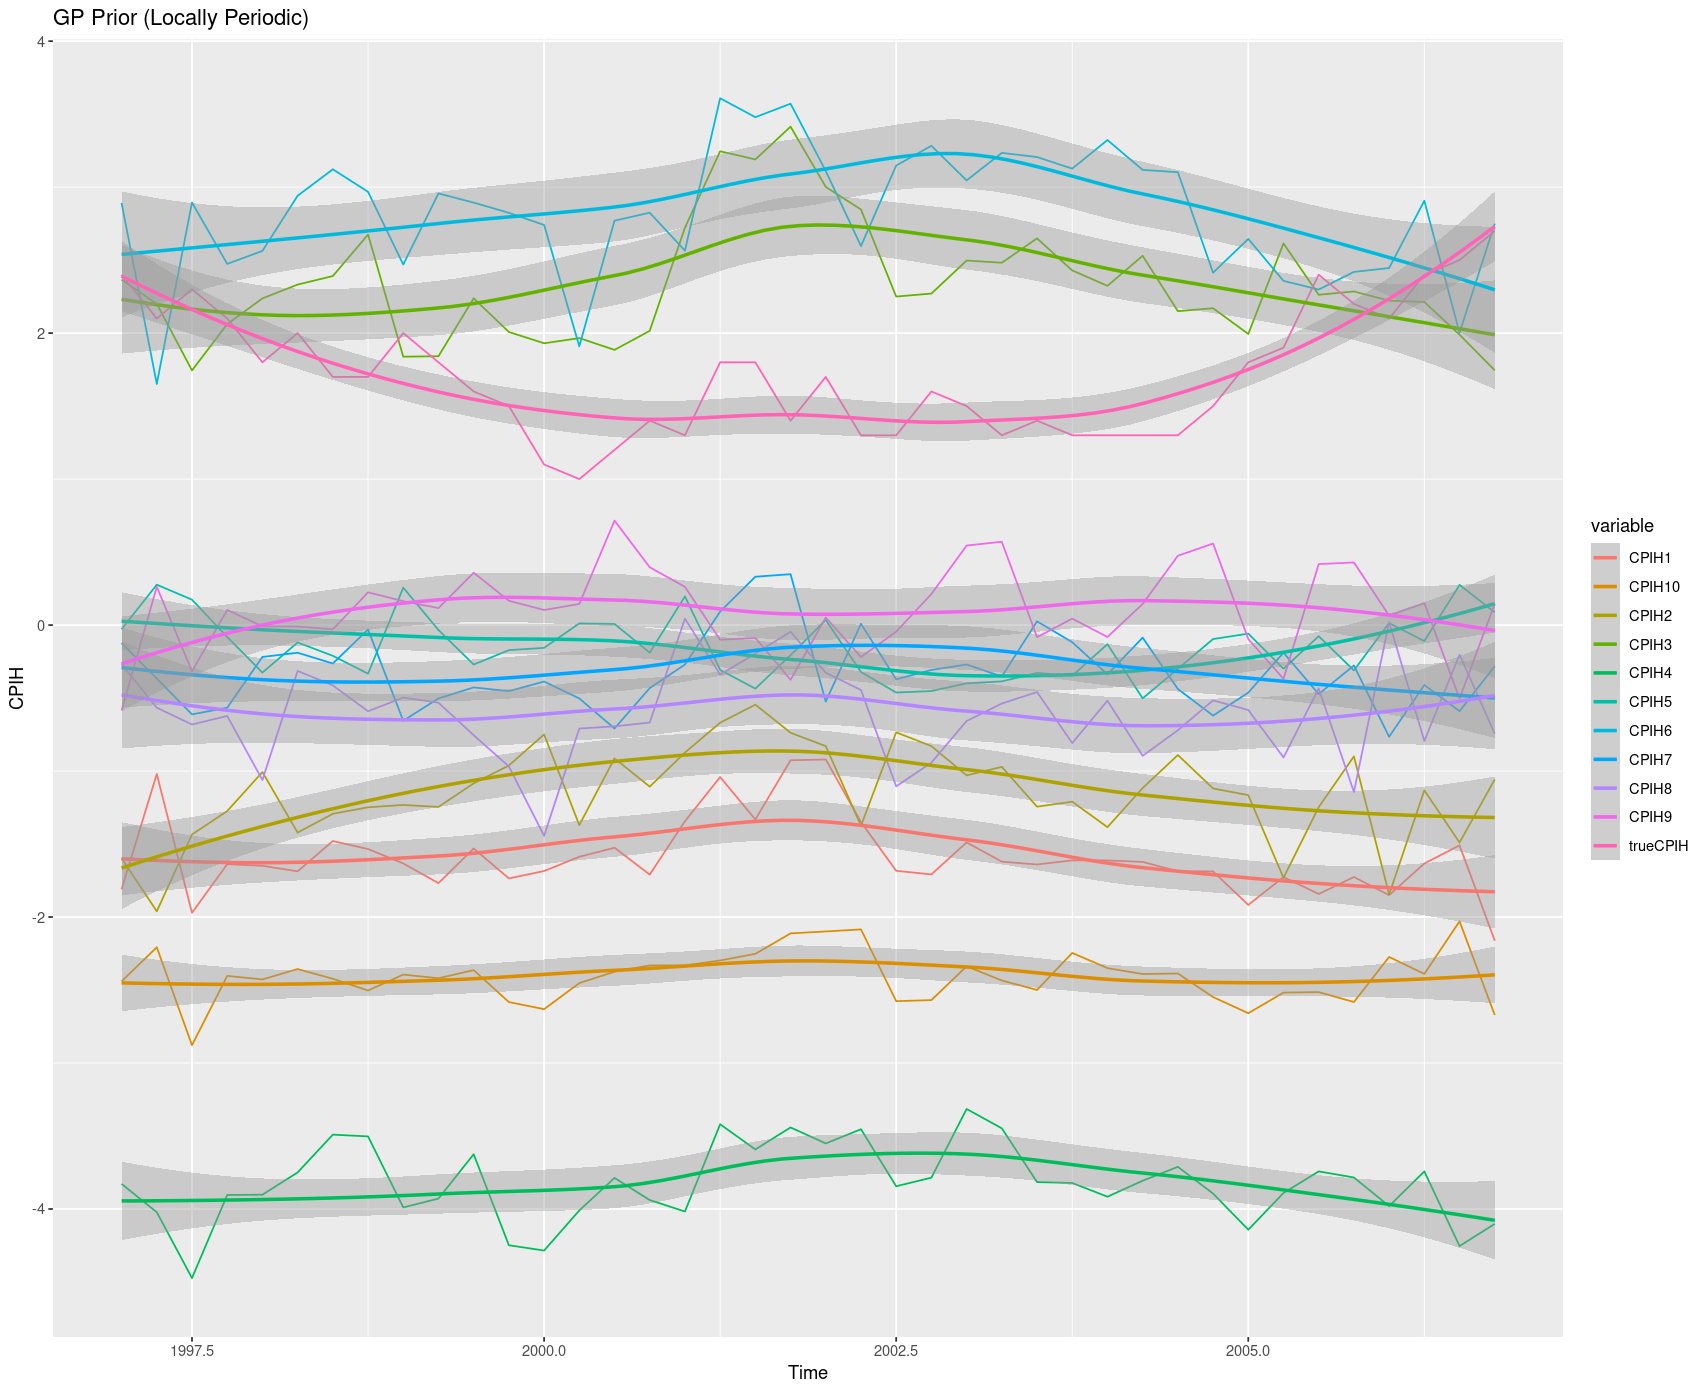 GP Prior (Locally Periodic)
4
2
0
-2
-4
CPIH
1997.5
2000.0
2002.5
2005.0
Time
variable
CPIH1
CPIH10
CPIH2
CPIH3
CPIH4
CPIH5
CPIH6
CPIH7
CPIH8
CPIH9
trueCPIH